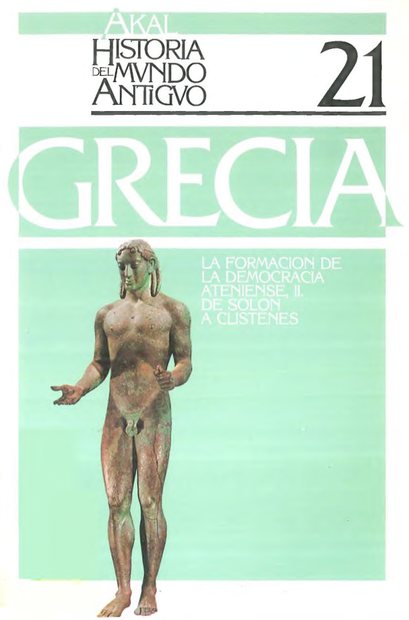 AKAL
HISTORIA
DEL MVNDO
ANTIGVO
21
GRECIA
LA FORMACION DE
LA DEMOCRACIA
ATENIENSE, II.
DE SOLON
A CLISTENES